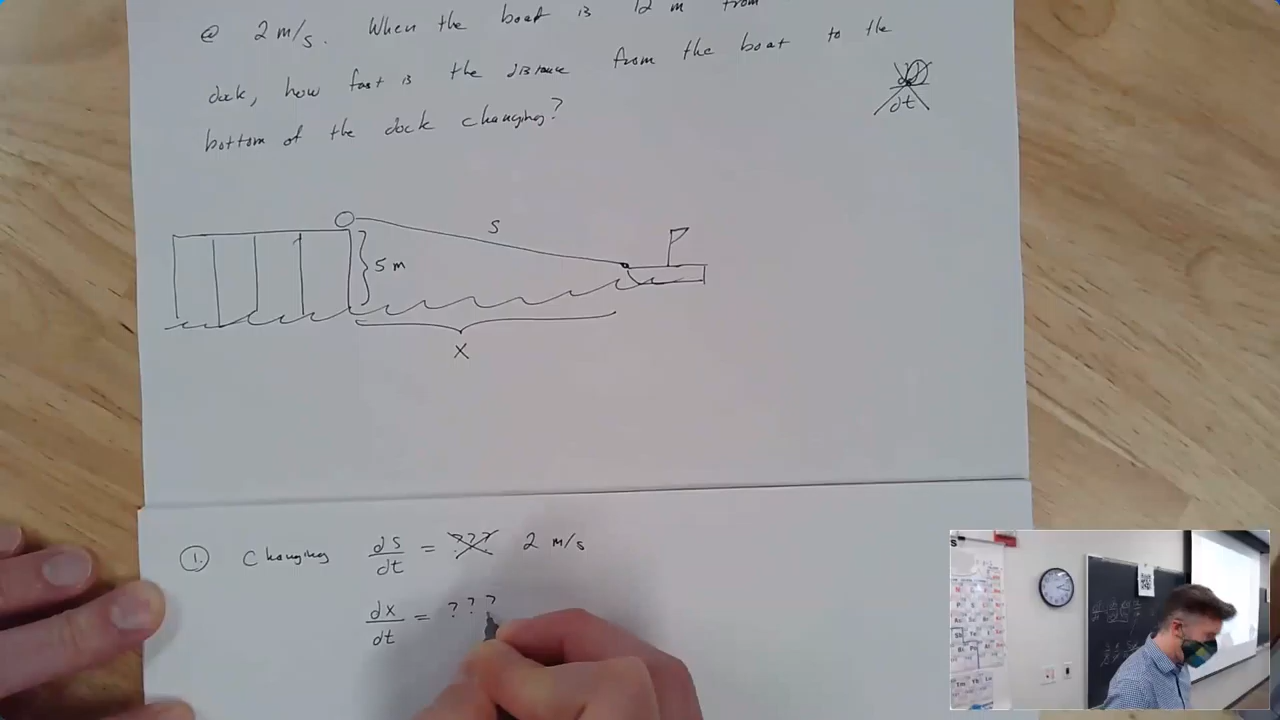 @ 2 m/s. When the boat is 12 m from
dock, how fast is the distance from the boat to the
bottom of the dock changing?
dt
s
5 m
x
1. Changing ds/dt = ??? 2 m/s
dx/dt = ???